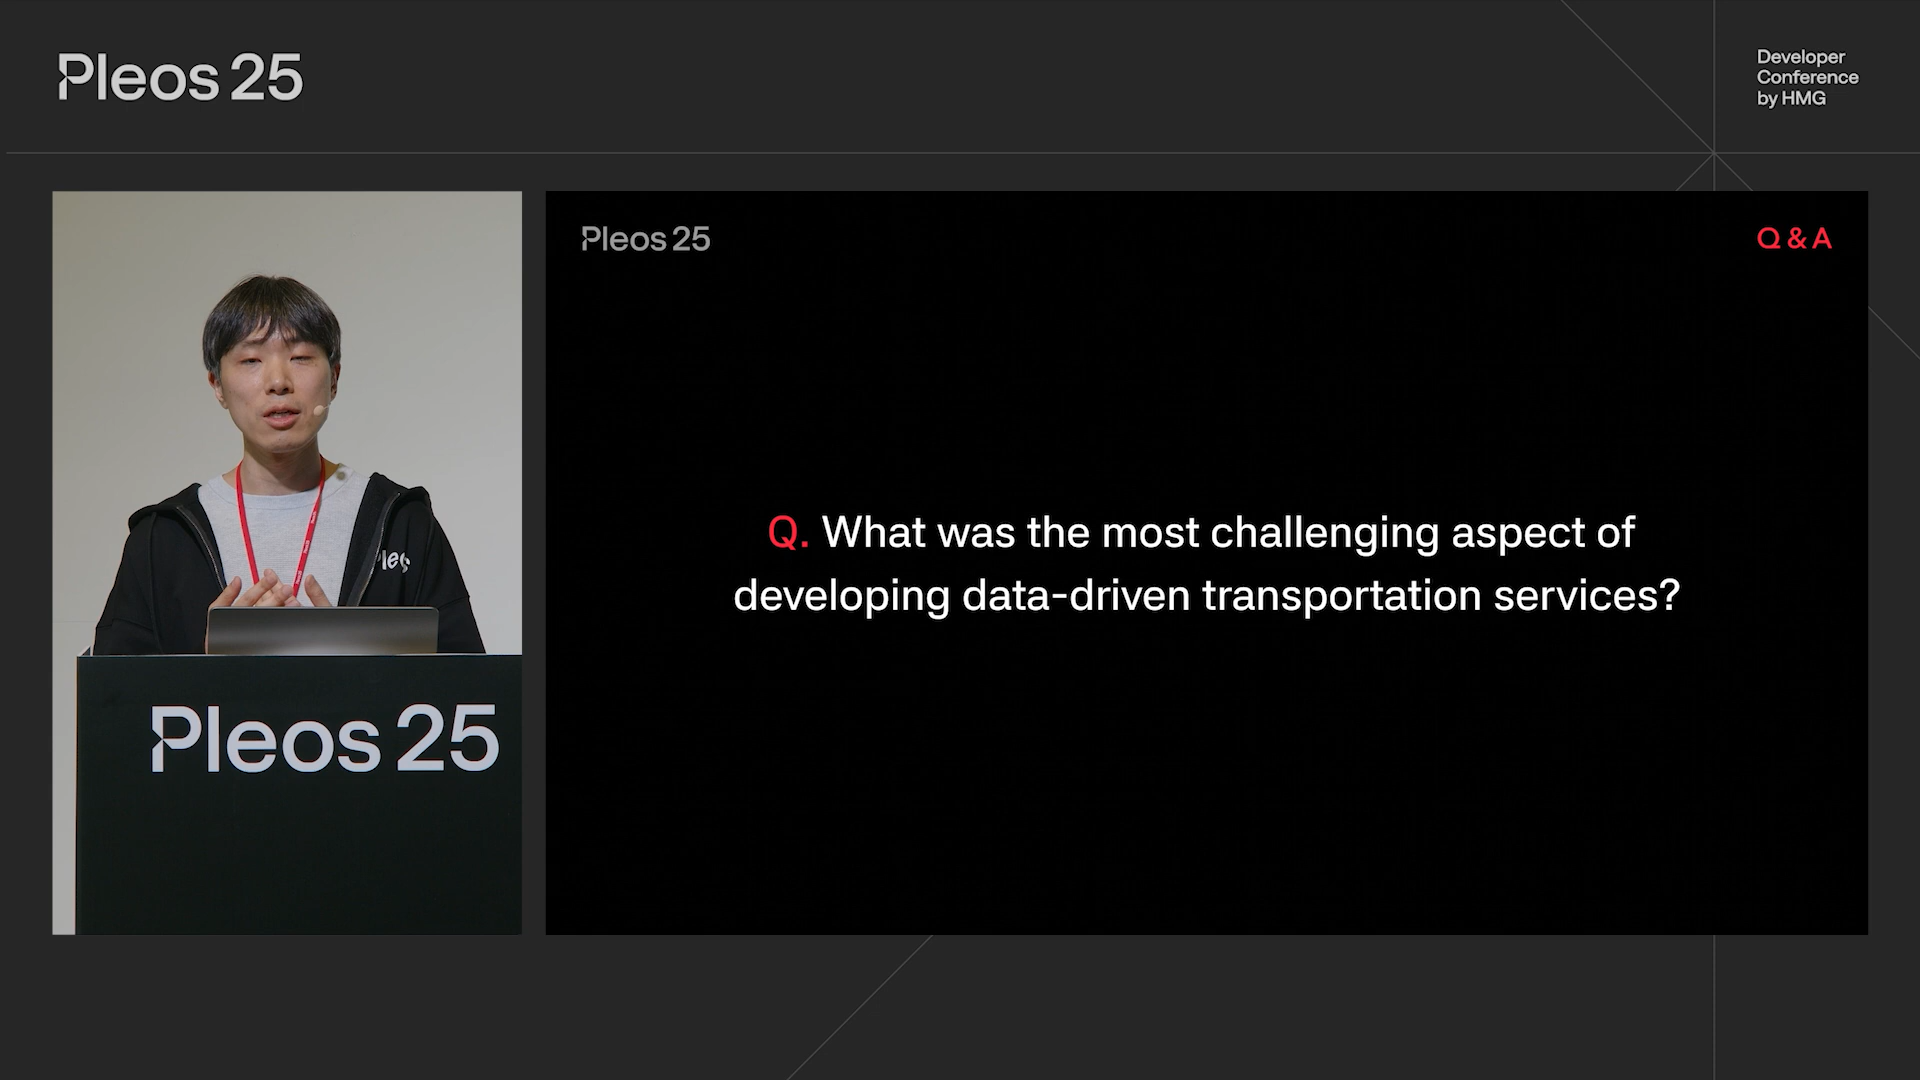 Pleos 25
Developer
Conference
by HMG
Pleos 25
Q & A
Q. What was the most challenging aspect of
developing data-driven transportation services?
Pleos 25